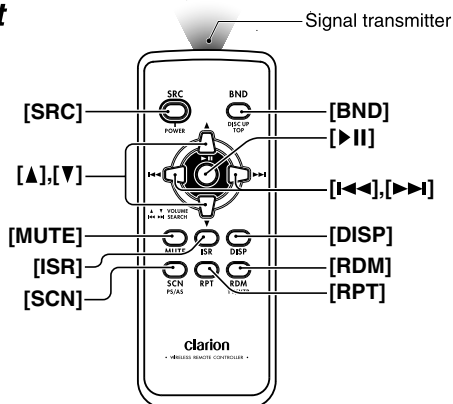 t
Signal transmitter
SRC
BND
[SRC]
[BND]
POWER
DISC UP
TOP
[▶II]
[▲],[▼]
[I◀◀],[▶▶I]
VOLUME
SEARCH
[MUTE]
MUTE
ISR
DISP
[DISP]
[ISR]
[RDM]
[SCN]
SCN
RPT
RDM
[RPT]
PS/AS
clarion
• WIRELESS REMOTE CONTROLLER •